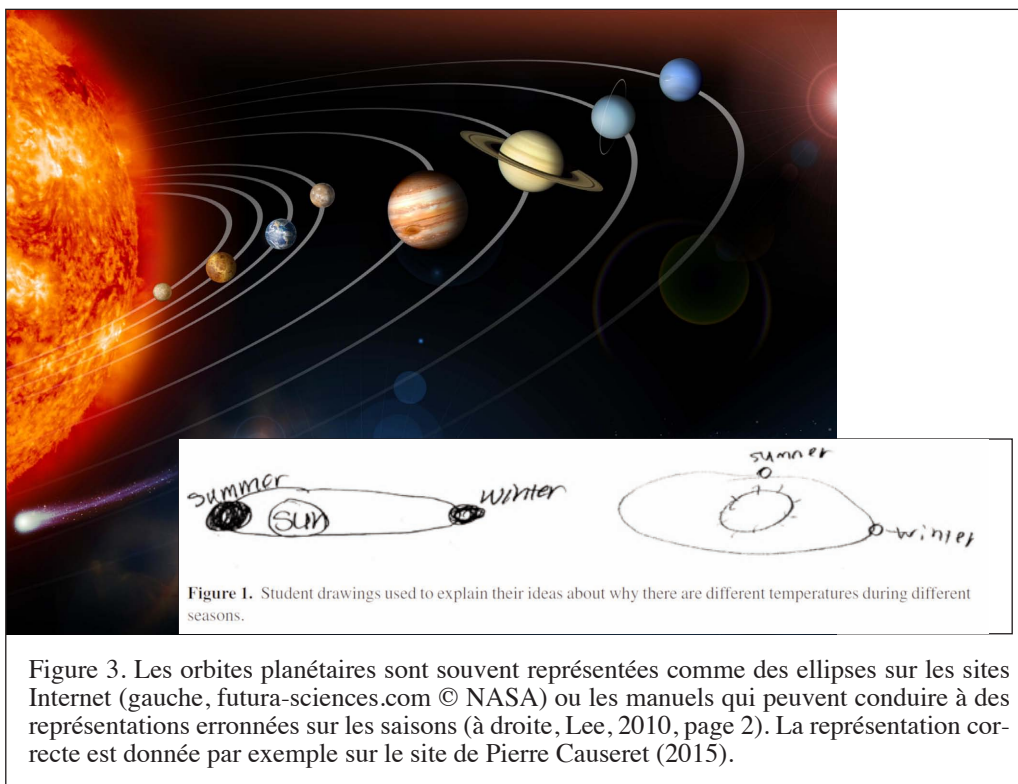 summer
sun
winter
sumner
winter
Figure 1. Student drawings used to explain their ideas about why there are different temperatures during different
seasons.
Figure 3. Les orbites planétaires sont souvent représentées comme des ellipses sur les sites
Internet (gauche, futura-sciences.com © NASA) ou les manuels qui peuvent conduire à des
représentations erronnées sur les saisons (à droite, Lee, 2010, page 2). La représentation cor-
recte est donnée par exemple sur le site de Pierre Causeret (2015).